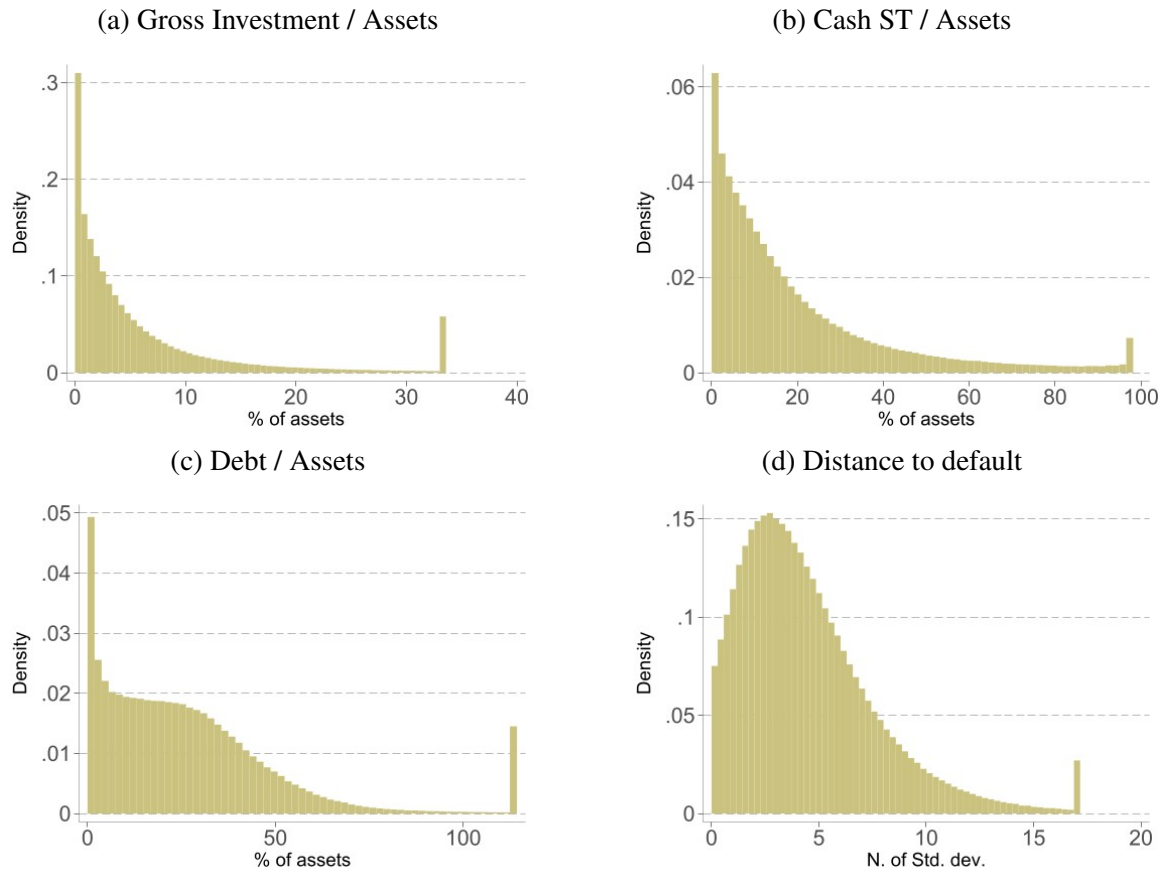 (a) Gross Investment / Assets
.3
.2
.1
0
Density
0 10 20 30 40
% of assets
(b) Cash ST / Assets
.06
.04
.02
0
Density
0 20 40 60 80 100
% of assets
(c) Debt / Assets
.05
.04
.03
.02
.01
0
Density
0 50 100
% of assets
(d) Distance to default
.15
.1
.05
0
Density
0 5 10 15 20
N. of Std. dev.